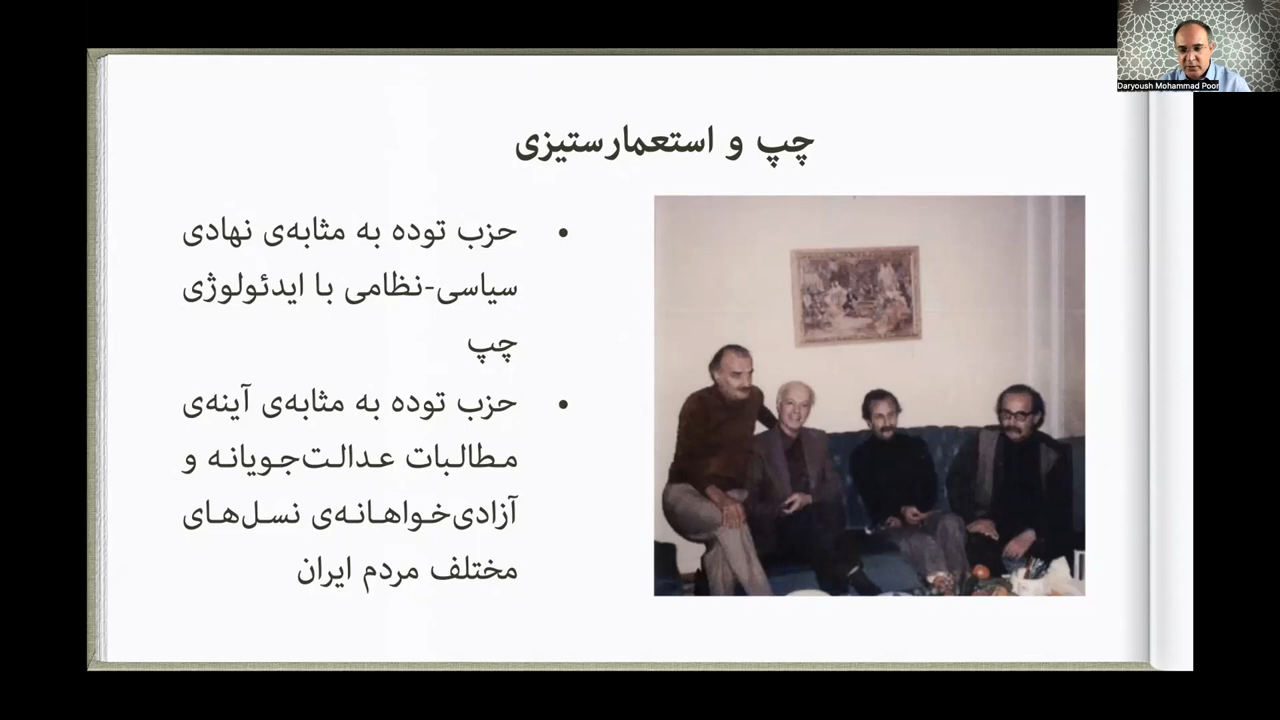 Daryoush Mohammad Poor
چپ و استعمارستیزی
• حزب توده به مثابه‌ی نهادی
سیاسی-نظامی با ایدئولوژی
چپ
• حزب توده به مثابه‌ی آینه‌ی
مطالبات عدالت‌جویانه و
آزادی‌خواهانه‌ی نسل‌های
مختلف مردم ایران